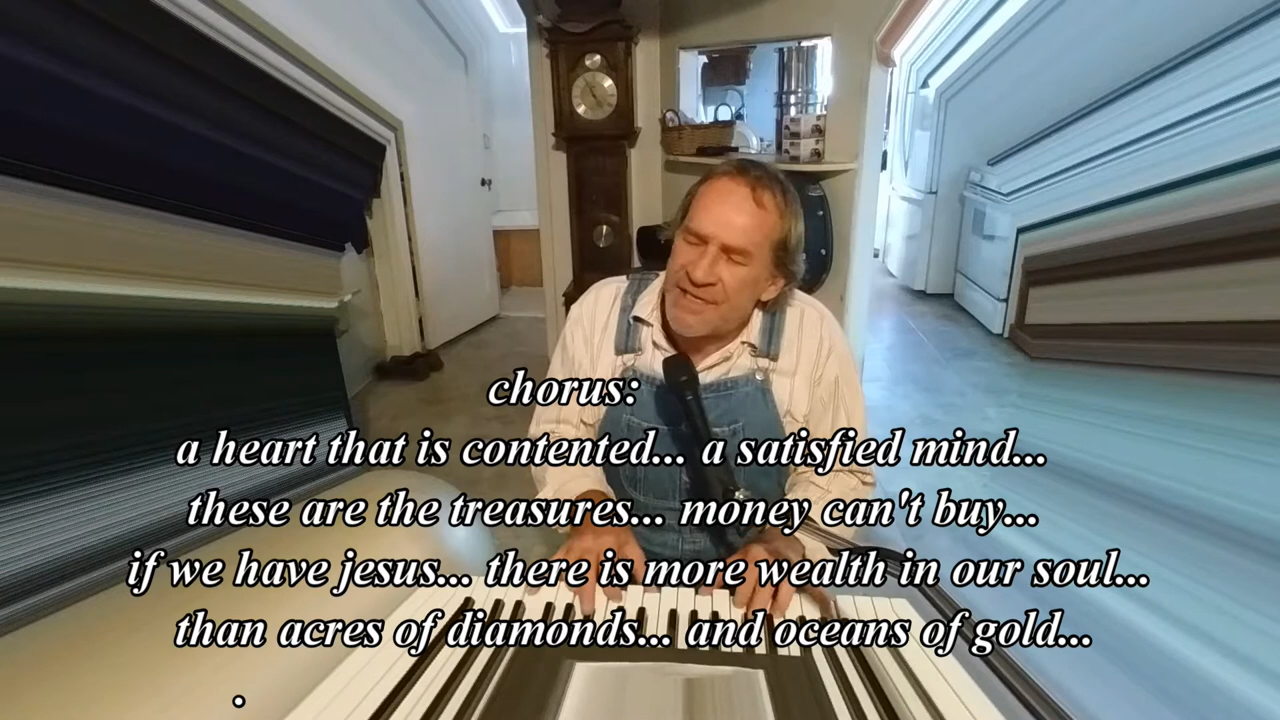 chorus:
a heart that is contented... a satisfied mind...
these are the treasures... money can't buy...
if we have jesus... there is more wealth in our soul...
than acres of diamonds... and oceans of gold...
.